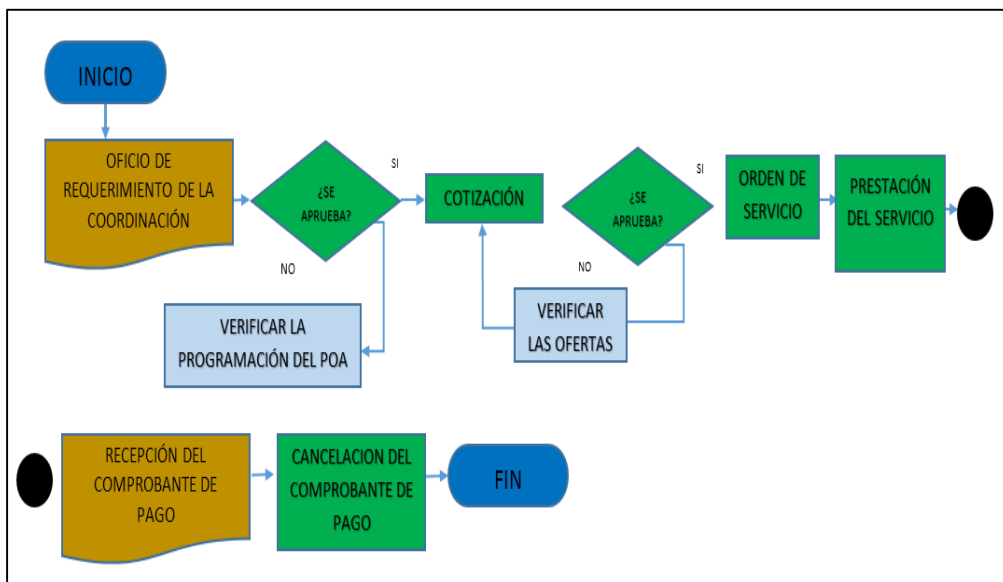 INICIO
OFICIO DE
REQUERIMIENTO DE LA
COORDINACIÓN
¿SE
APRUEBA?
SI
NO
VERIFICAR LA
PROGRAMACIÓN DEL POA
COTIZACIÓN
¿SE
APRUEBA?
SI
NO
VERIFICAR
LAS OFERTAS
ORDEN DE
SERVICIO
PRESTACIÓN
DEL SERVICIO
RECEPCIÓN DEL
COMPROBANTE DE
PAGO
CANCELACION DEL
COMPROBANTE DE
PAGO
FIN